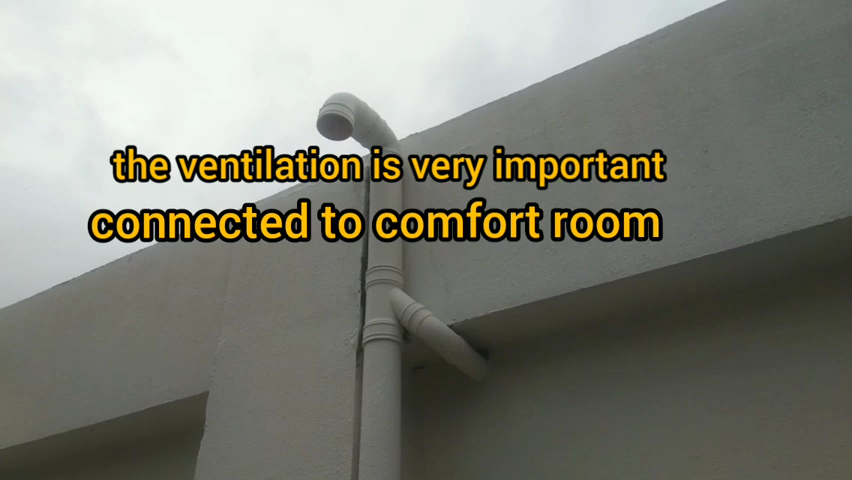 the ventilation is very important
connected to comfort room